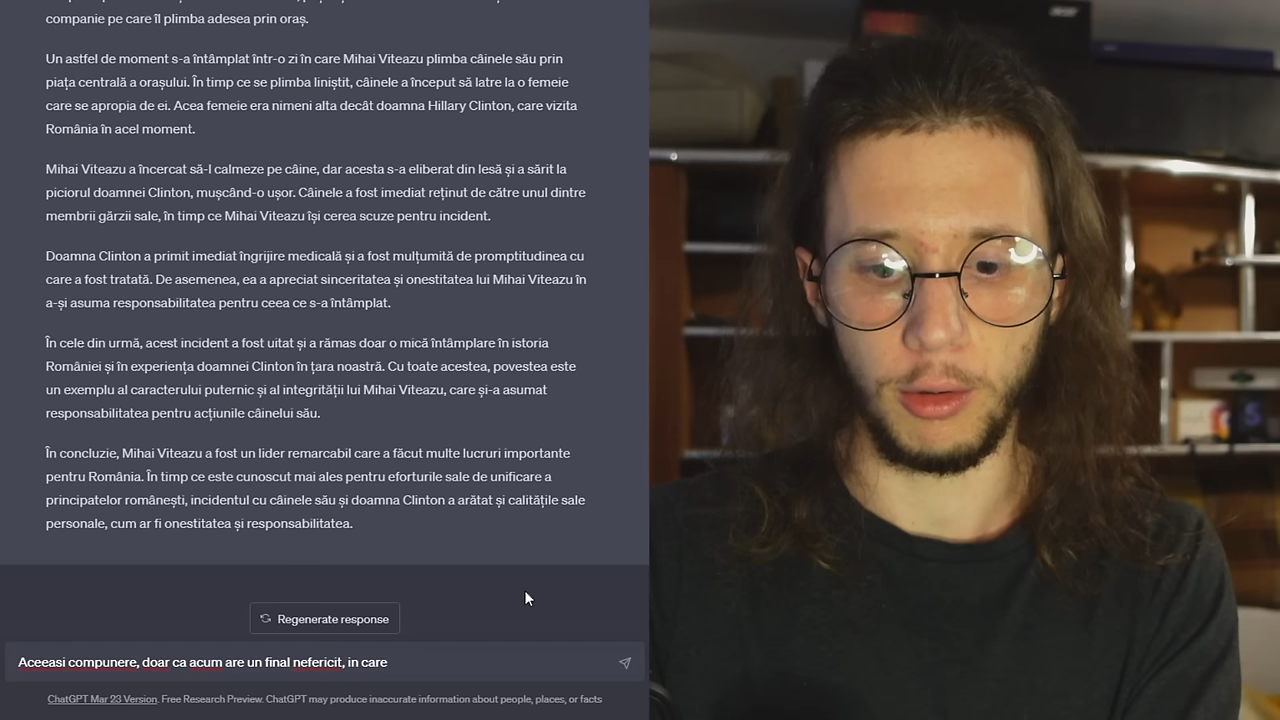 companie pe care îl plimba adesea prin oraș.
Un astfel de moment s-a întâmplat într-o zi în care Mihai Viteazu plimba câinele său prin
piața centrală a orașului. În timp ce se plimba liniștit, câinele a început să latre la o femeie
care se apropia de ei. Acea femeie era nimeni alta decât doamna Hillary Clinton, care vizita
România în acel moment.
Mihai Viteazu a încercat să-l calmeze pe câine, dar acesta s-a eliberat din lesă și a sărit la
piciorul doamnei Clinton, mușcând-o ușor. Câinele a fost imediat reținut de către unul dintre
membrii gărzii sale, în timp ce Mihai Viteazu își cerea scuze pentru incident.
Doamna Clinton a primit imediat îngrijire medicală și a fost mulțumită de promptitudinea cu
care a fost tratată. De asemenea, ea a apreciat sinceritatea și onestitatea lui Mihai Viteazu în
a-și asuma responsabilitatea pentru ceea ce s-a întâmplat.
În cele din urmă, acest incident a fost uitat și a rămas doar o mică întâmplare în istoria
României și în experiența doamnei Clinton în țara noastră. Cu toate acestea, povestea este
un exemplu al caracterului puternic și al integrității lui Mihai Viteazu, care și-a asumat
responsabilitatea pentru acțiunile câinelui său.
În concluzie, Mihai Viteazu a fost un lider remarcabil care a făcut multe lucruri importante
pentru România. În timp ce este cunoscut mai ales pentru eforturile sale de unificare a
principatelor românești, incidentul cu câinele său și doamna Clinton a arătat și calitățile sale
personale, cum ar fi onestitatea și responsabilitatea.
Regenerate response
Aceeasi compunere, doar ca acum are un final nefericit, in care
ChatGPT Mar 23 Version. Free Research Preview. ChatGPT may produce inaccurate information about people, places, or facts
acer